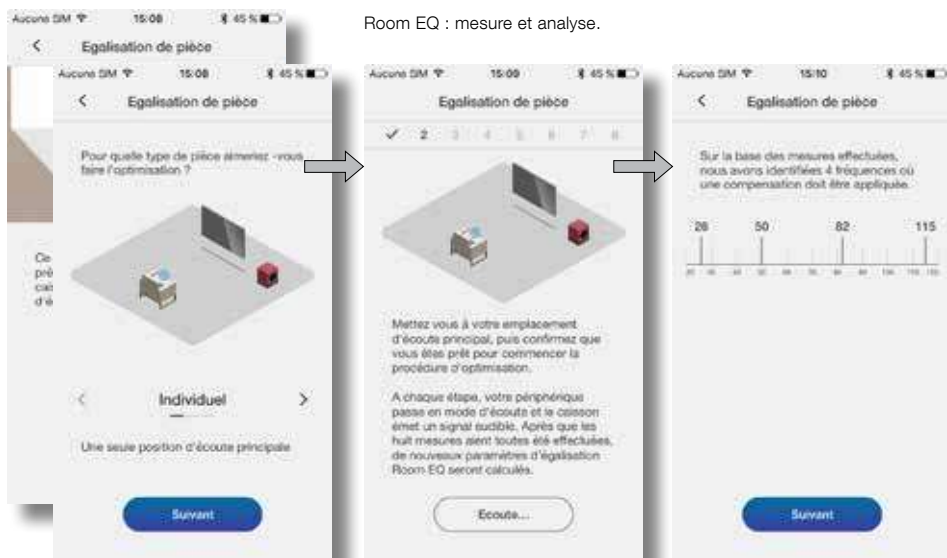 Room EQ : mesure et analyse.
Aucune SIM 15:08 45 %
Egalisation de pièce
Ce
Aucune SIM 15:08 45 %
Egalisation de pièce
Pour quelle type de pièce aimeriez -vous
faire l'optimisation ?
Individuel
Une seule position d'écoute principale
Suivant
Aucune SIM 15:09 45 %
Egalisation de pièce
2 3 4 5 6 7 8
Mettez vous à votre emplacement
d'écoute principal, puis confirmez que
vous êtes prêt pour commencer la
procédure d'optimisation.
A chaque étape, votre périphérique
passe en mode d'écoute et le caisson
émet un signal audible. Après que les
huit mesures aient toutes été effectuées,
de nouveaux paramètres d'égalisation
Room EQ seront calculés.
Ecoute...
Aucune SIM 15:10 45 %
Egalisation de pièce
Sur la base des mesures effectuées,
nous avons identifiées 4 fréquences où
une compensation doit être appliquée.
26 50 82 115
Suivant